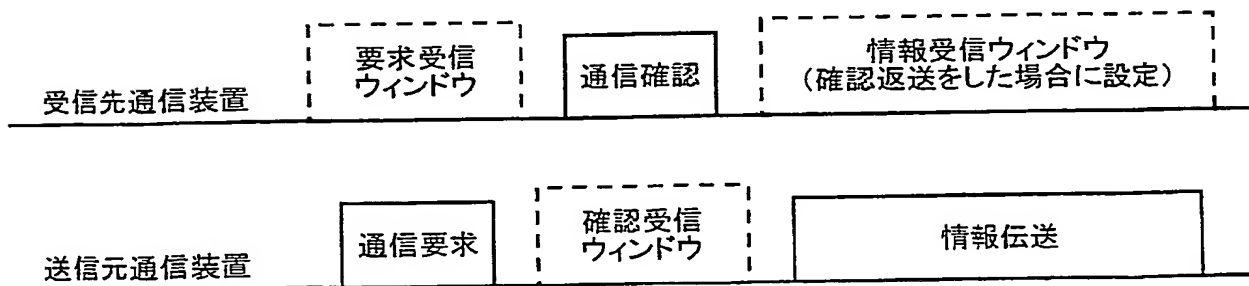 要求受信
ウィンドウ
通信確認
情報受信ウィンドウ
(確認返送をした場合に設定)
受信先通信装置
通信要求
確認受信
ウィンドウ
情報伝送
送信元通信装置